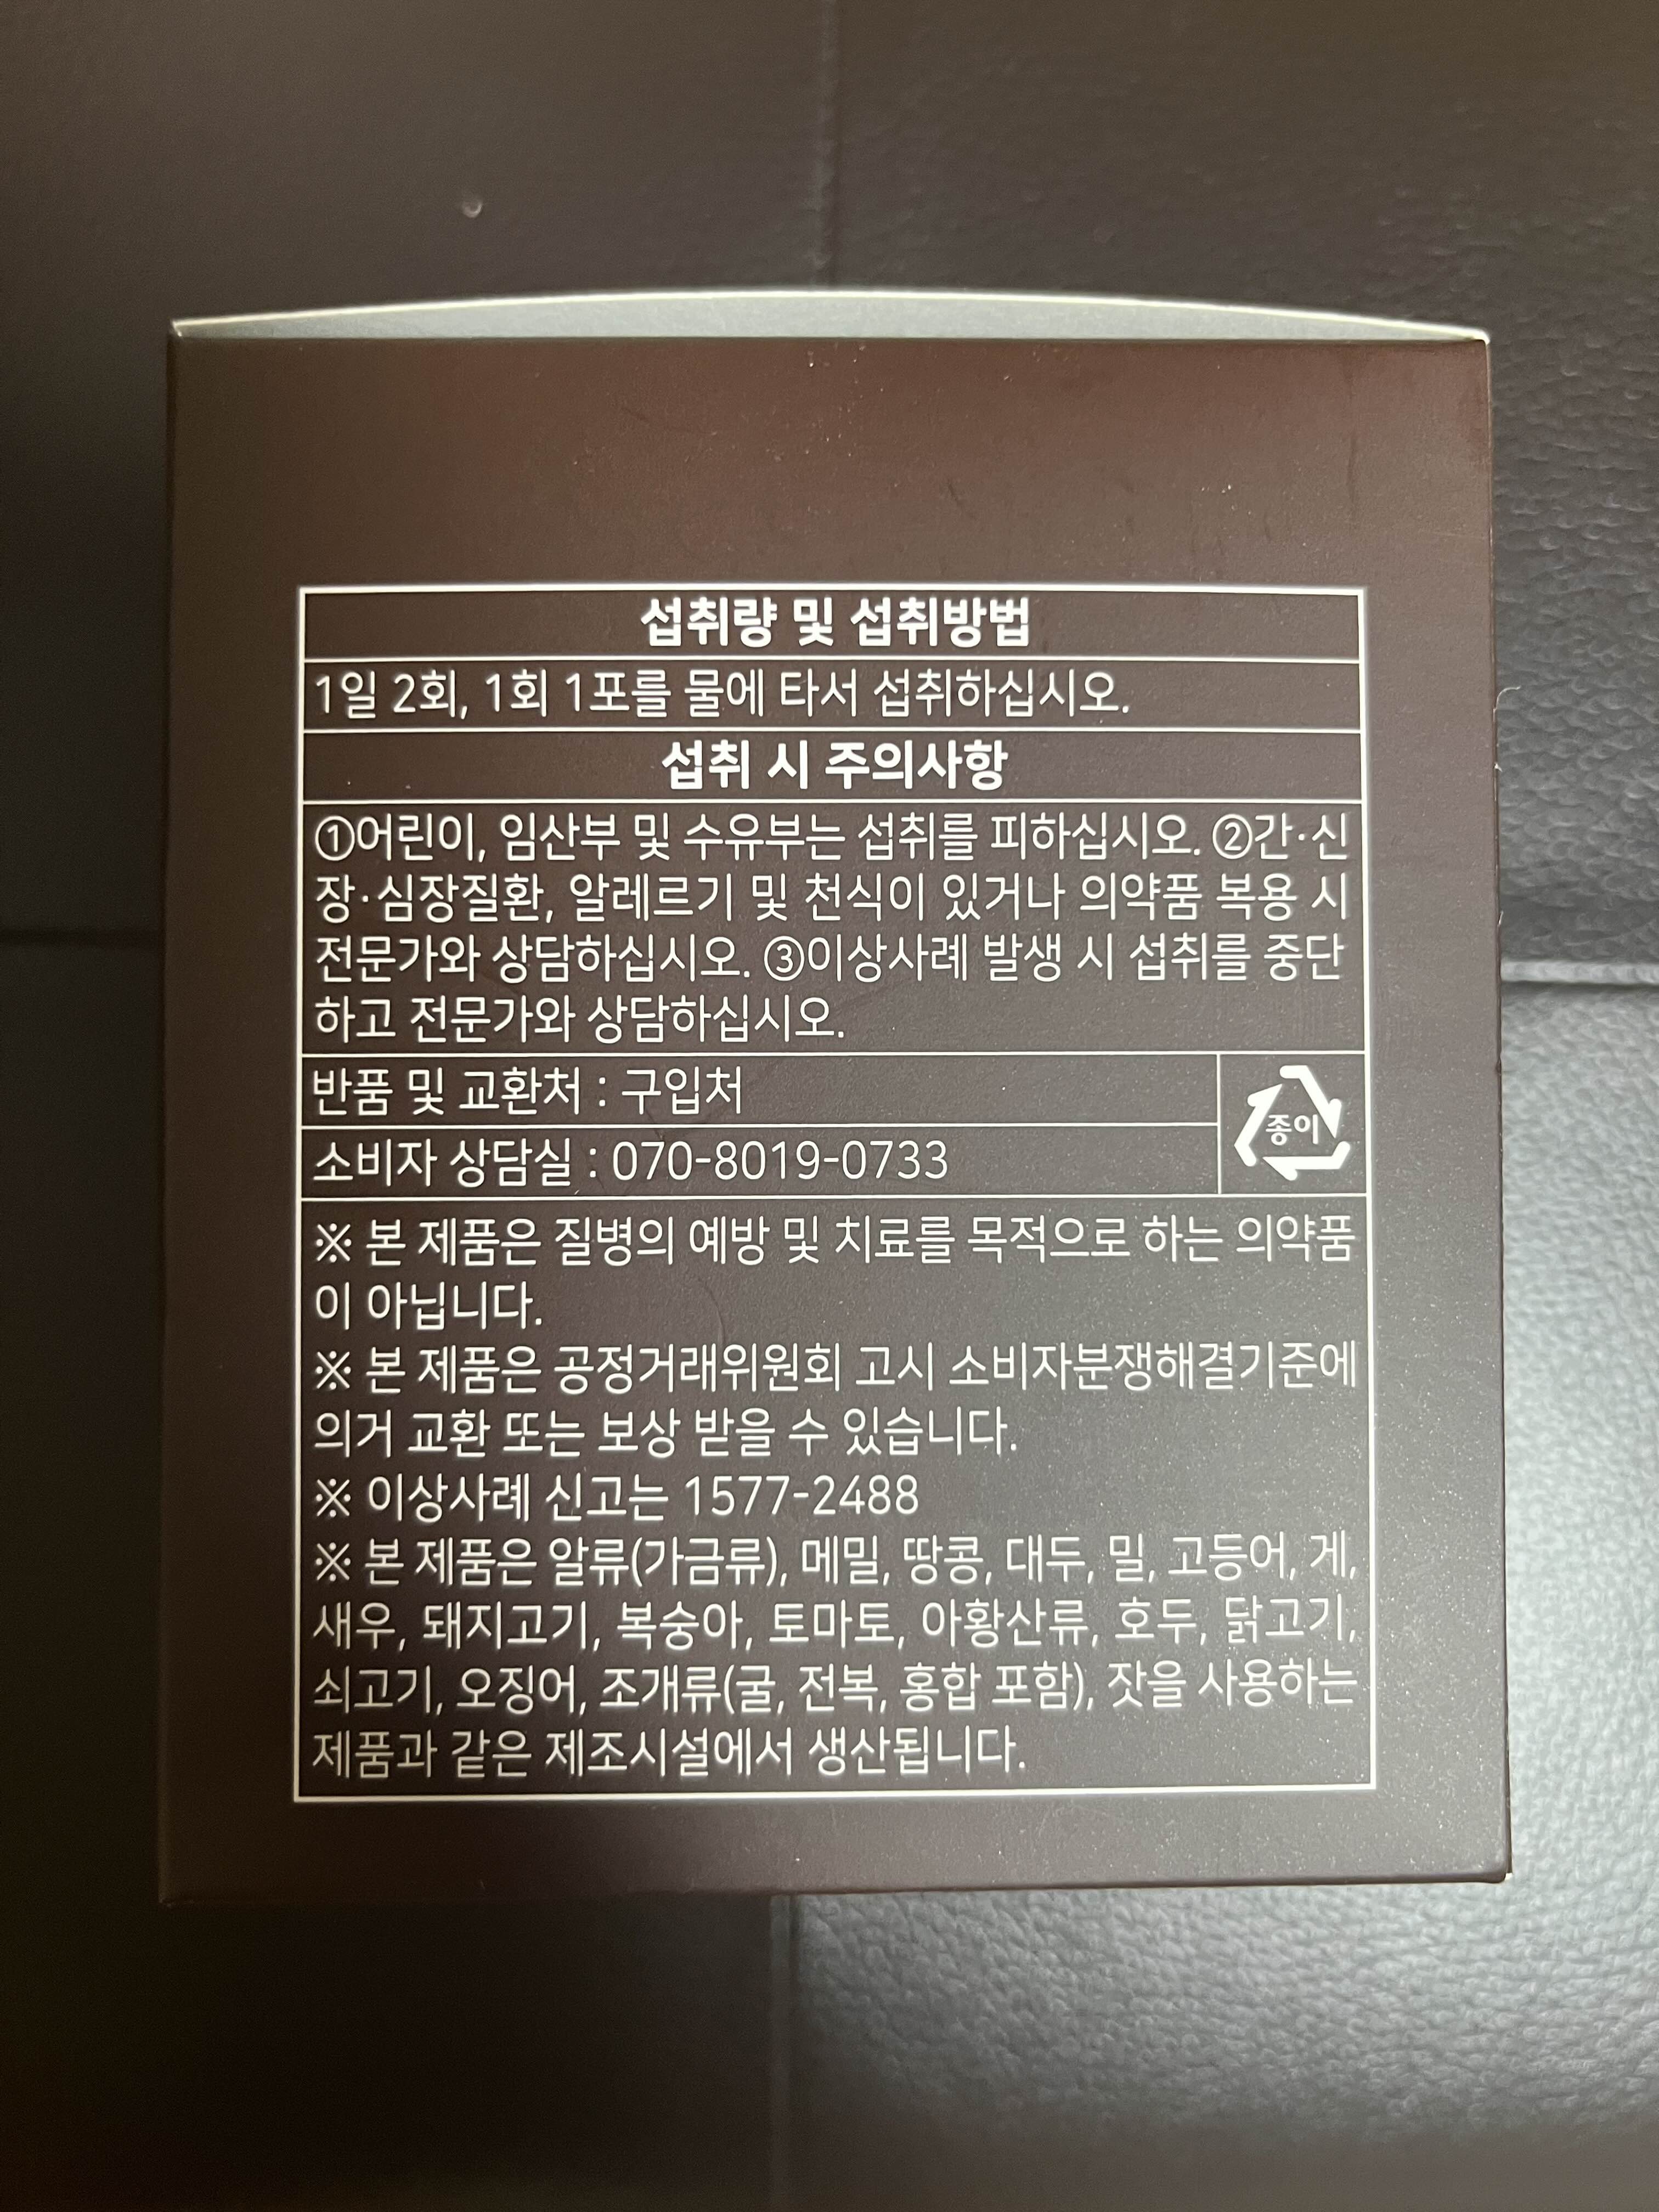 섭취량 및 섭취방법
1일 2회, 1회 1포를 물에 타서 섭취하십시오.
섭취 시 주의사항
①어린이, 임산부 및 수유부는 섭취를 피하십시오. ②간·신
장·심장질환, 알레르기 및 천식이 있거나 의약품 복용 시
전문가와 상담하십시오. ③이상사례 발생 시 섭취를 중단
하고 전문가와 상담하십시오.
반품 및 교환처 : 구입처
종이
소비자 상담실 : 070-8019-0733
※ 본 제품은 질병의 예방 및 치료를 목적으로 하는 의약품
이 아닙니다.
※ 본 제품은 공정거래위원회 고시 소비자분쟁해결기준에
의거 교환 또는 보상 받을 수 있습니다.
※ 이상사례 신고는 1577-2488
※ 본 제품은 알류(가금류), 메밀, 땅콩, 대두, 밀, 고등어, 게,
새우, 돼지고기, 복숭아, 토마토, 아황산류, 호두, 닭고기,
쇠고기, 오징어, 조개류(굴, 전복, 홍합 포함), 잣을 사용하는
제품과 같은 제조시설에서 생산됩니다.